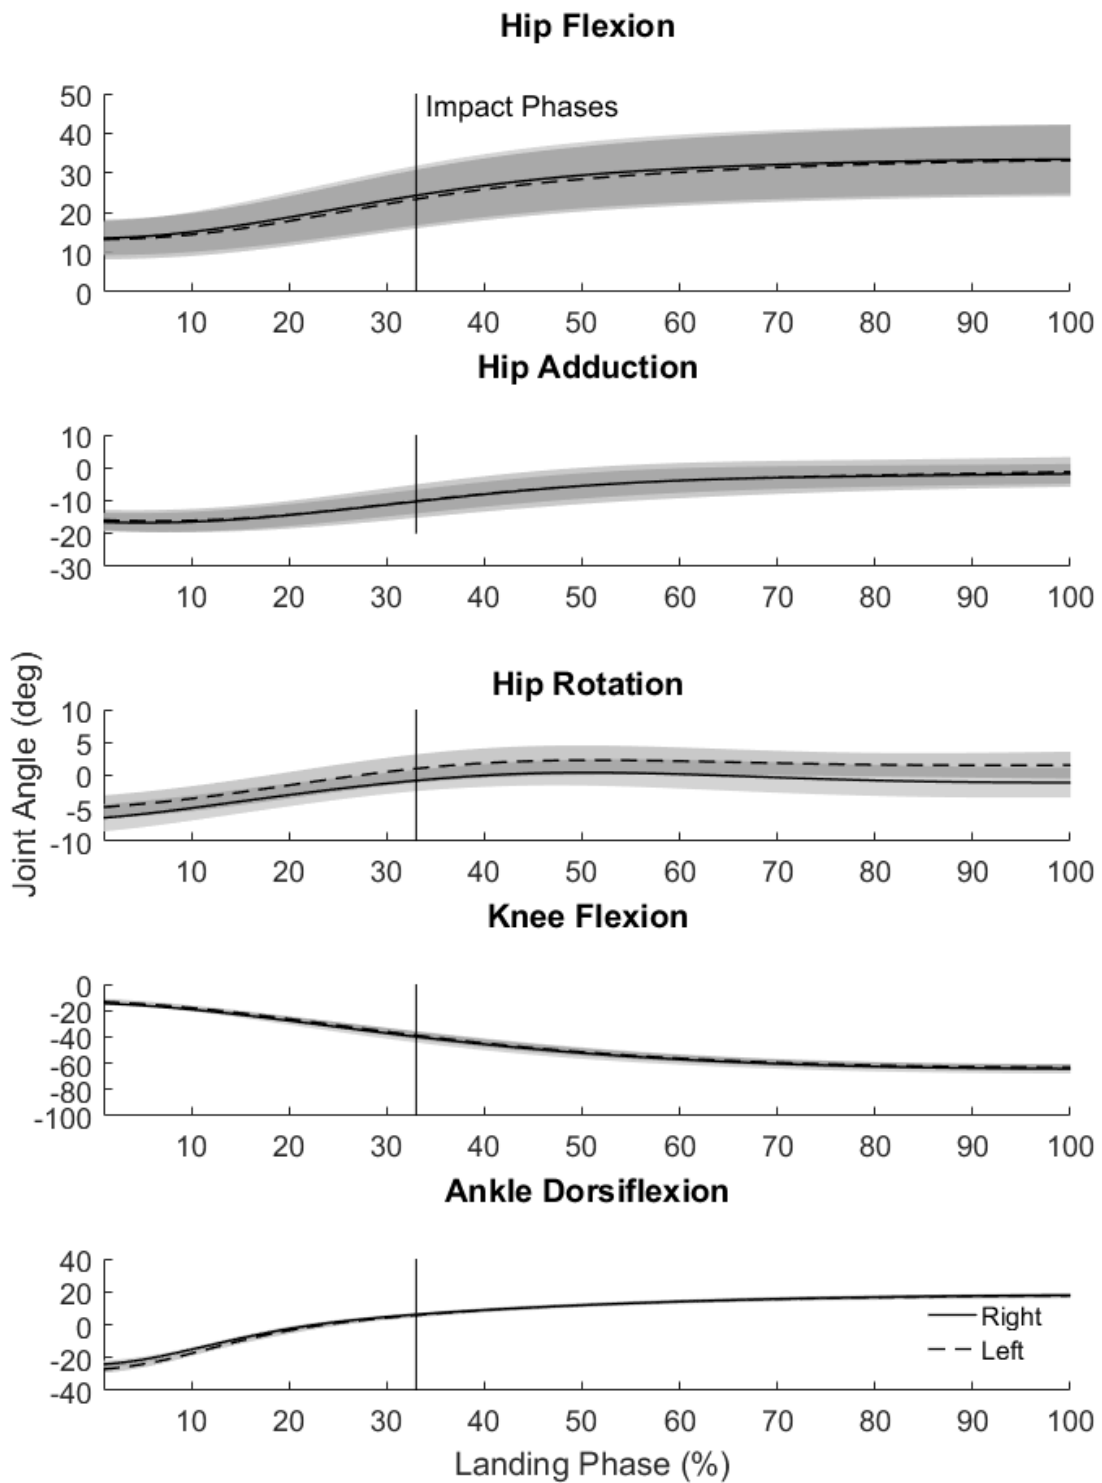 Hip Flexion
50
Impact Phases
40
30
20
10
0
10 20 30 40 50 60 70 80 90 100
Hip Adduction
10
0
-10
-20
-30
10 20 30 40 50 60 70 80 90 100
Joint Angle (deg)
Hip Rotation
10
5
0
-5
-10
10 20 30 40 50 60 70 80 90 100
Knee Flexion
0
-20
-40
-60
-80
-100
10 20 30 40 50 60 70 80 90 100
Ankle Dorsiflexion
40
20
0
-20
-40
Right
Left
10 20 30 40 50 60 70 80 90 100
Landing Phase (%)